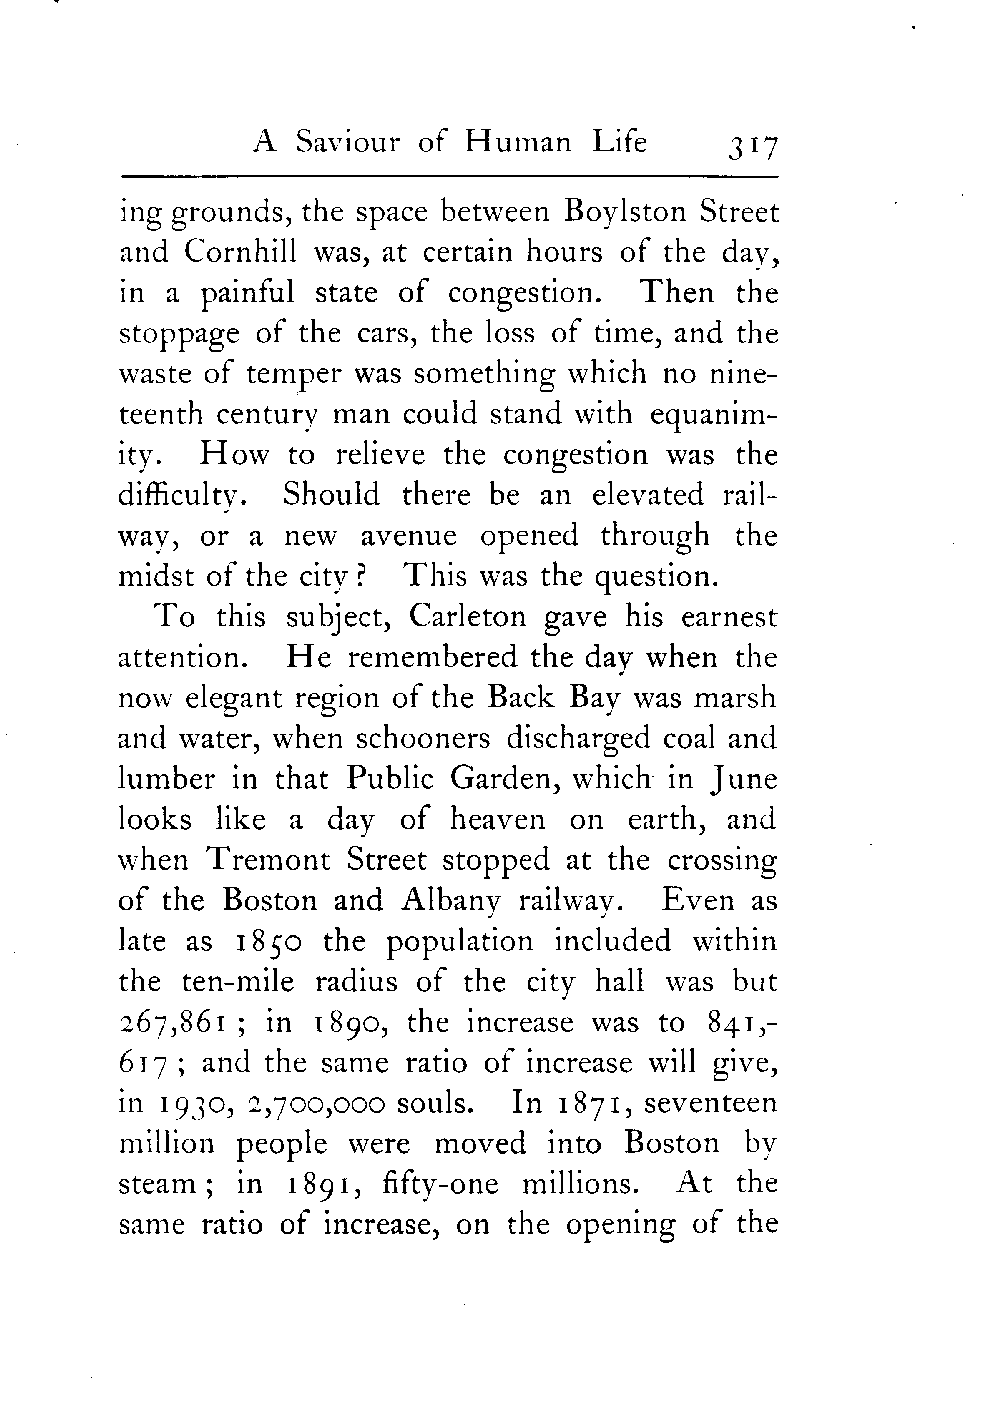 A Saviour of Human Life 317
ing grounds, the space between Boylston Street
and Cornhill was, at certain hours of the day,
in a painful state of congestion. Then the
stoppage of the cars, the loss of time, and the
waste of temper was something which no nine-
teenth century man could stand with equanim-
ity. How to relieve the congestion was the
difficulty. Should there be an elevated rail-
way, or a new avenue opened through the
midst of the city? This was the question.
To this subject, Carleton gave his earnest
attention. He remembered the day when the
now elegant region of the Back Bay was marsh
and water, when schooners discharged coal and
lumber in that Public Garden, which in June
looks like a day of heaven on earth, and
when Tremont Street stopped at the crossing
of the Boston and Albany railway. Even as
late as 1850 the population included within
the ten-mile radius of the city hall was but
267,861; in 1890, the increase was to 841,-
617; and the same ratio of increase will give,
in 1930, 2,700,000 souls. In 1871, seventeen
million people were moved into Boston by
steam; in 1891, fifty-one millions. At the
same ratio of increase, on the opening of the